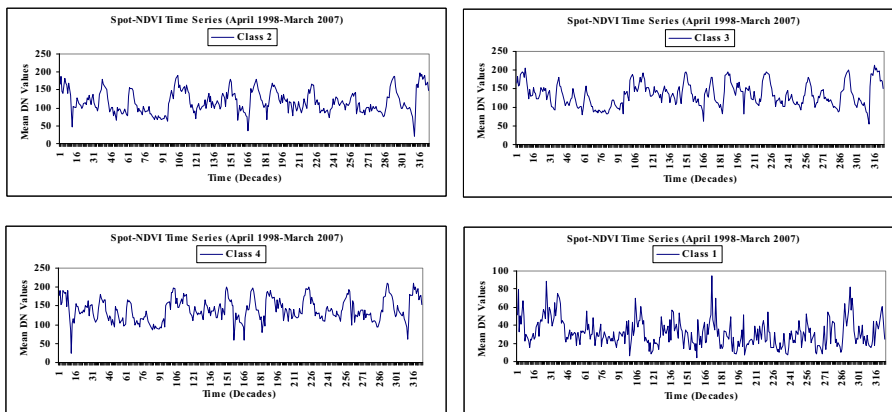 Spot-NDVI Time Series (April 1998-March 2007)
Class 2
Mean DN Values
250
200
150
100
50
0
1 16 31 46 61 76 91 106 121 136 151 166 181 196 211 226 241 256 271 286 301 316
Time (Decades)
Spot-NDVI Time Series (April 1998-March 2007)
Class 3
Mean DN Values
250
200
150
100
50
0
1 16 31 46 61 76 91 106 121 136 151 166 181 196 211 226 241 256 271 286 301 316
Time (Decades)
Spot-NDVI Time Series (April 1998-March 2007)
Class 4
Mean DN Values
250
200
150
100
50
0
1 16 31 46 61 76 91 106 121 136 151 166 181 196 211 226 241 256 271 286 301 316
Time (Decades)
Spot-NDVI Time Series (April 1998-March 2007)
Class 1
Mean DN Values
100
80
60
40
20
0
1 16 31 46 61 76 91 106 121 136 151 166 181 196 211 226 241 256 271 286 301 316
Time (Decades)